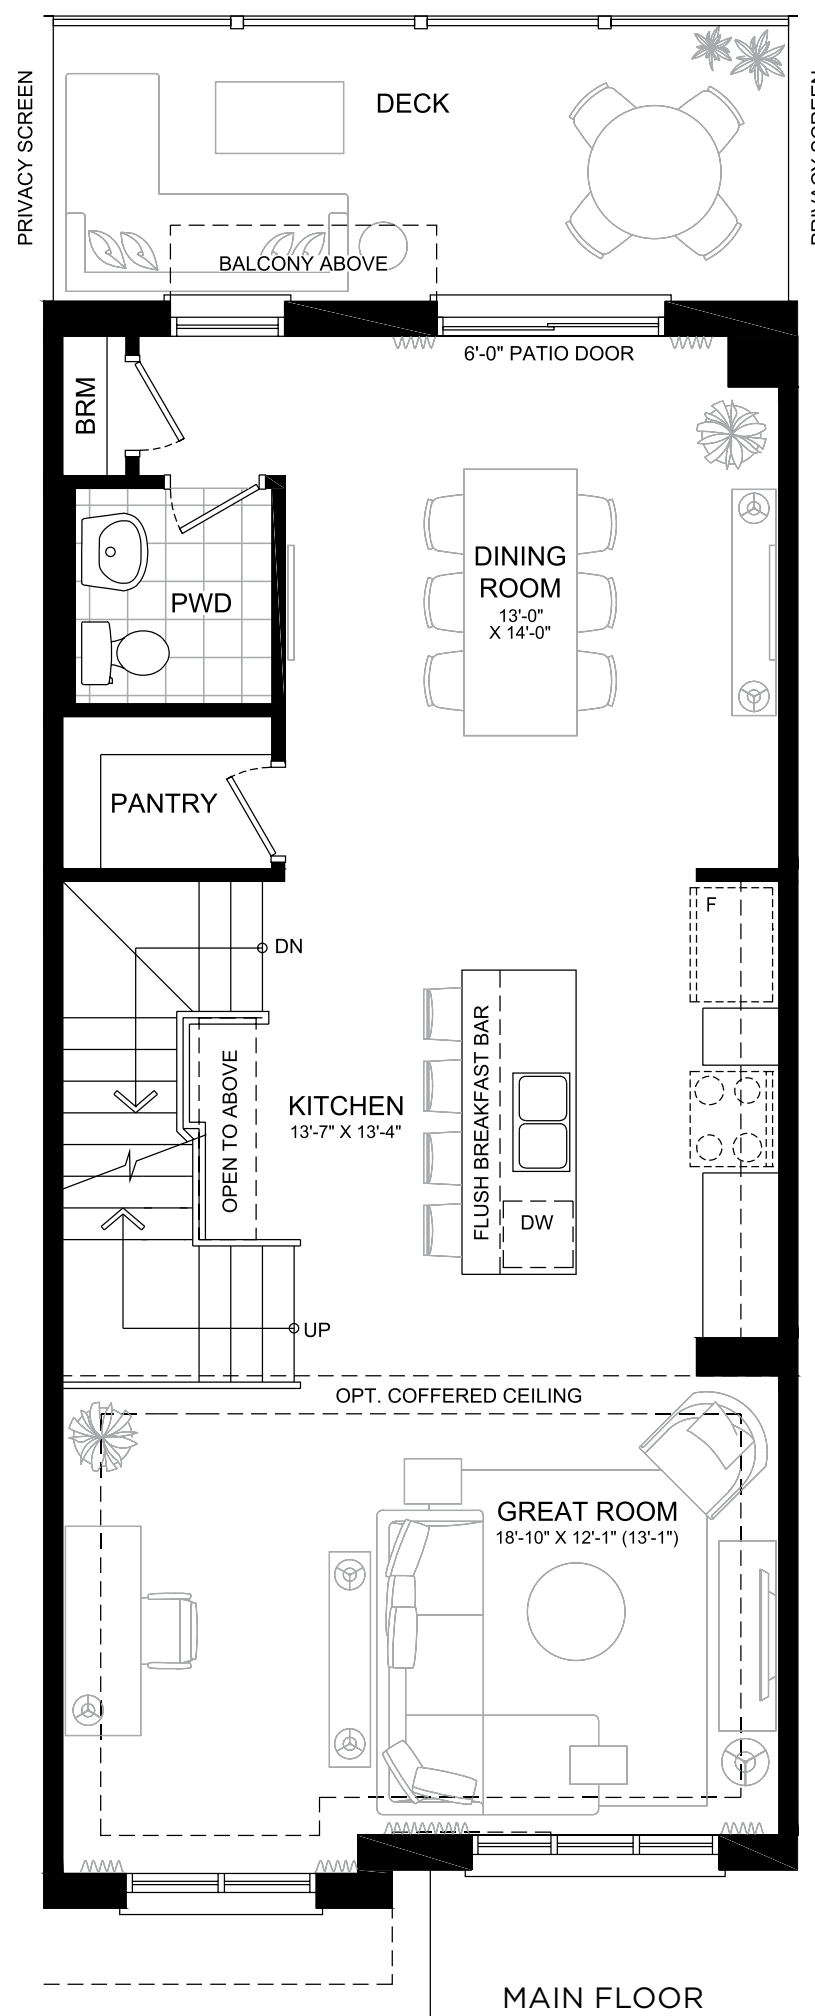 DECK
PRIVACY SCREEN
PRIVACY SCREEN
BALCONY ABOVE
6'-0" PATIO DOOR
BRM
DINING
ROOM
13'-0"
X 14'-0"
PWD
PANTRY
F
DN
OPEN TO ABOVE
KITCHEN
13'-7" X 13'-4"
FLUSH BREAKFAST BAR
DW
UP
OPT. COFFERED CEILING
GREAT ROOM
18'-10" X 12'-1" (13'-1")
MAIN FLOOR